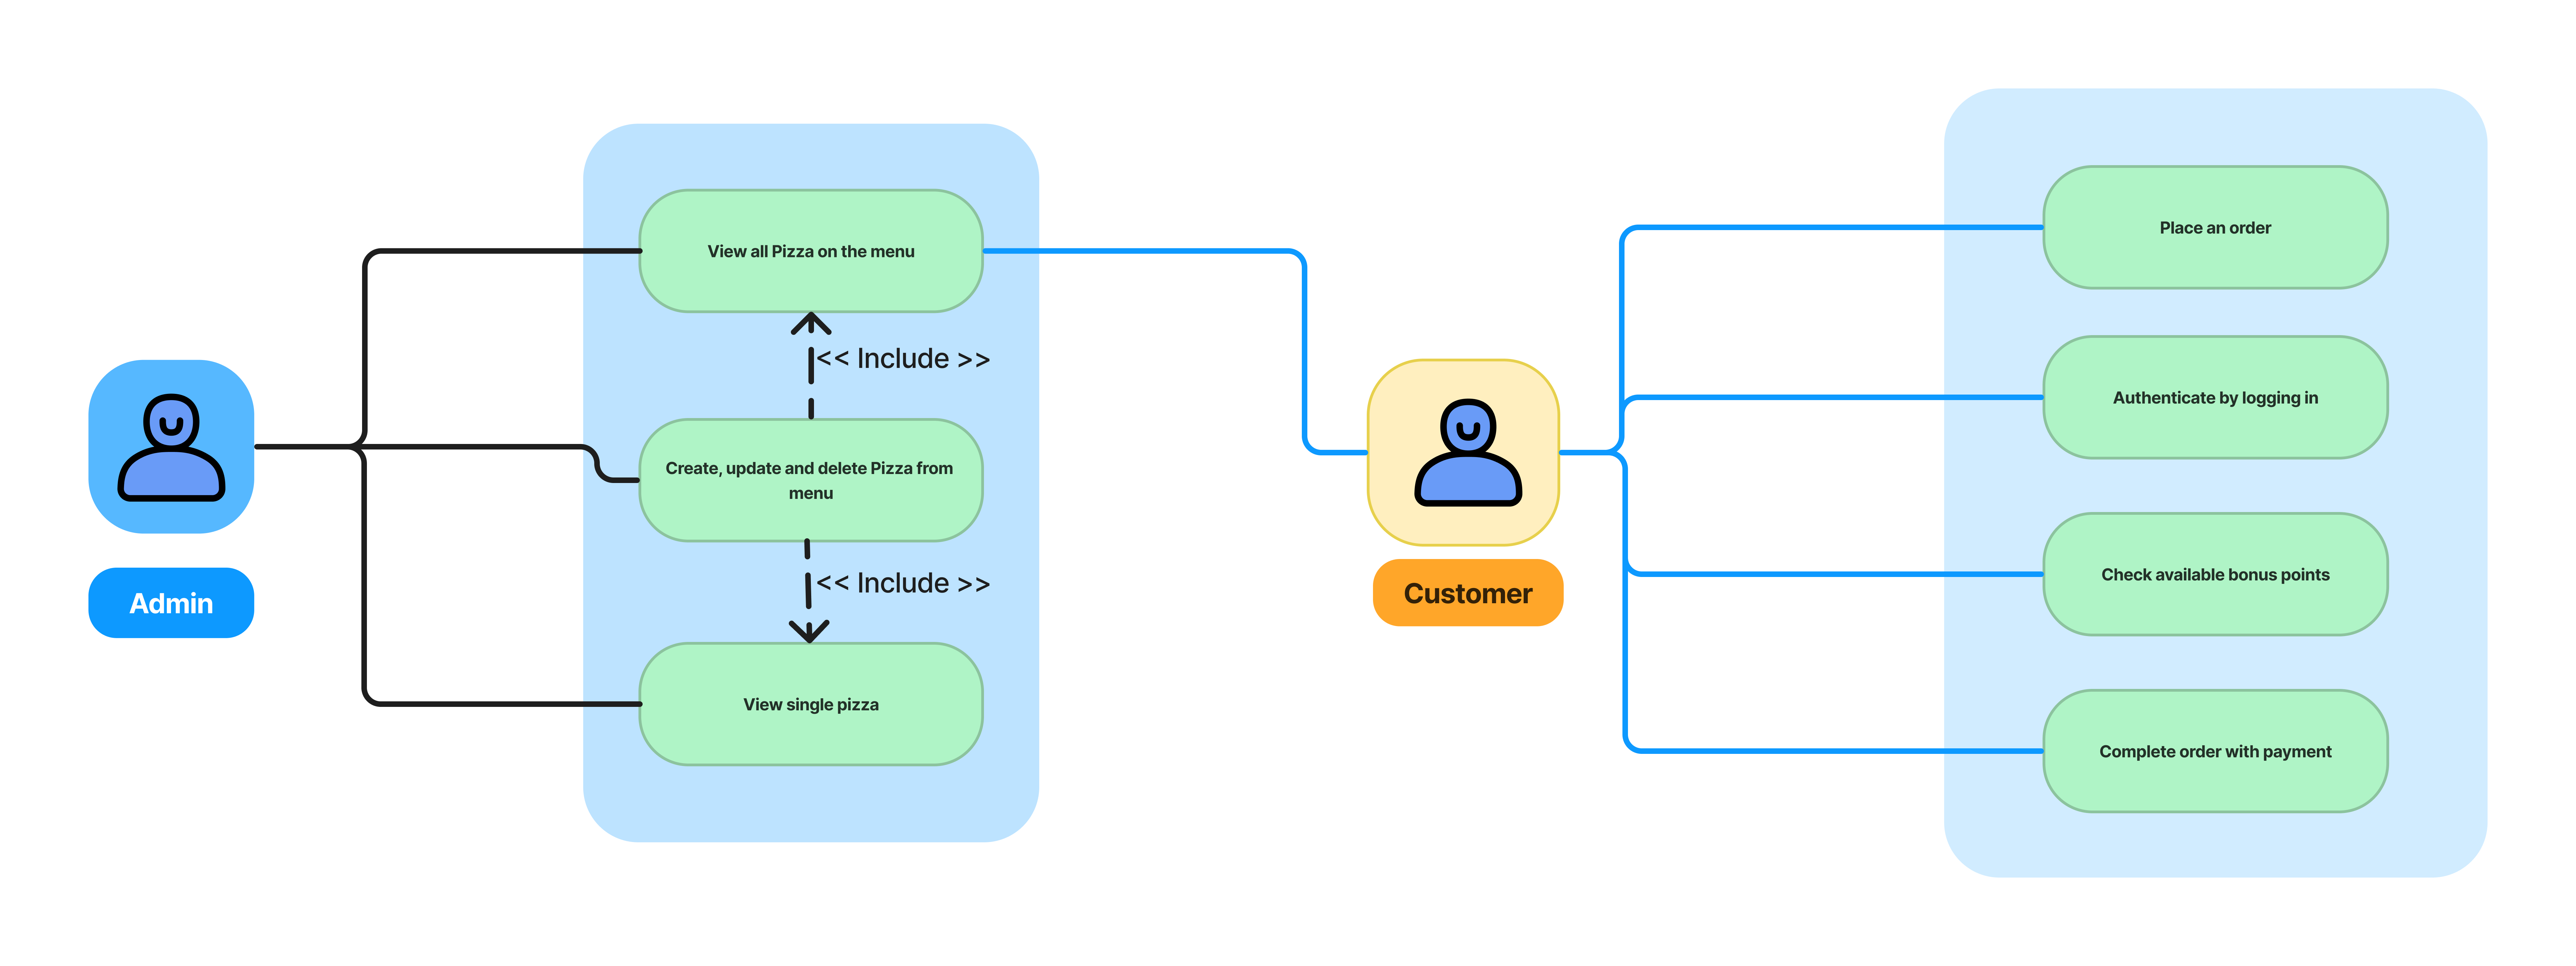 View all Pizza on the menu
<< Include >>
Create, update and delete Pizza from
menu
<< Include >>
View single pizza
Admin
Customer
Place an order
Authenticate by logging in
Check available bonus points
Complete order with payment